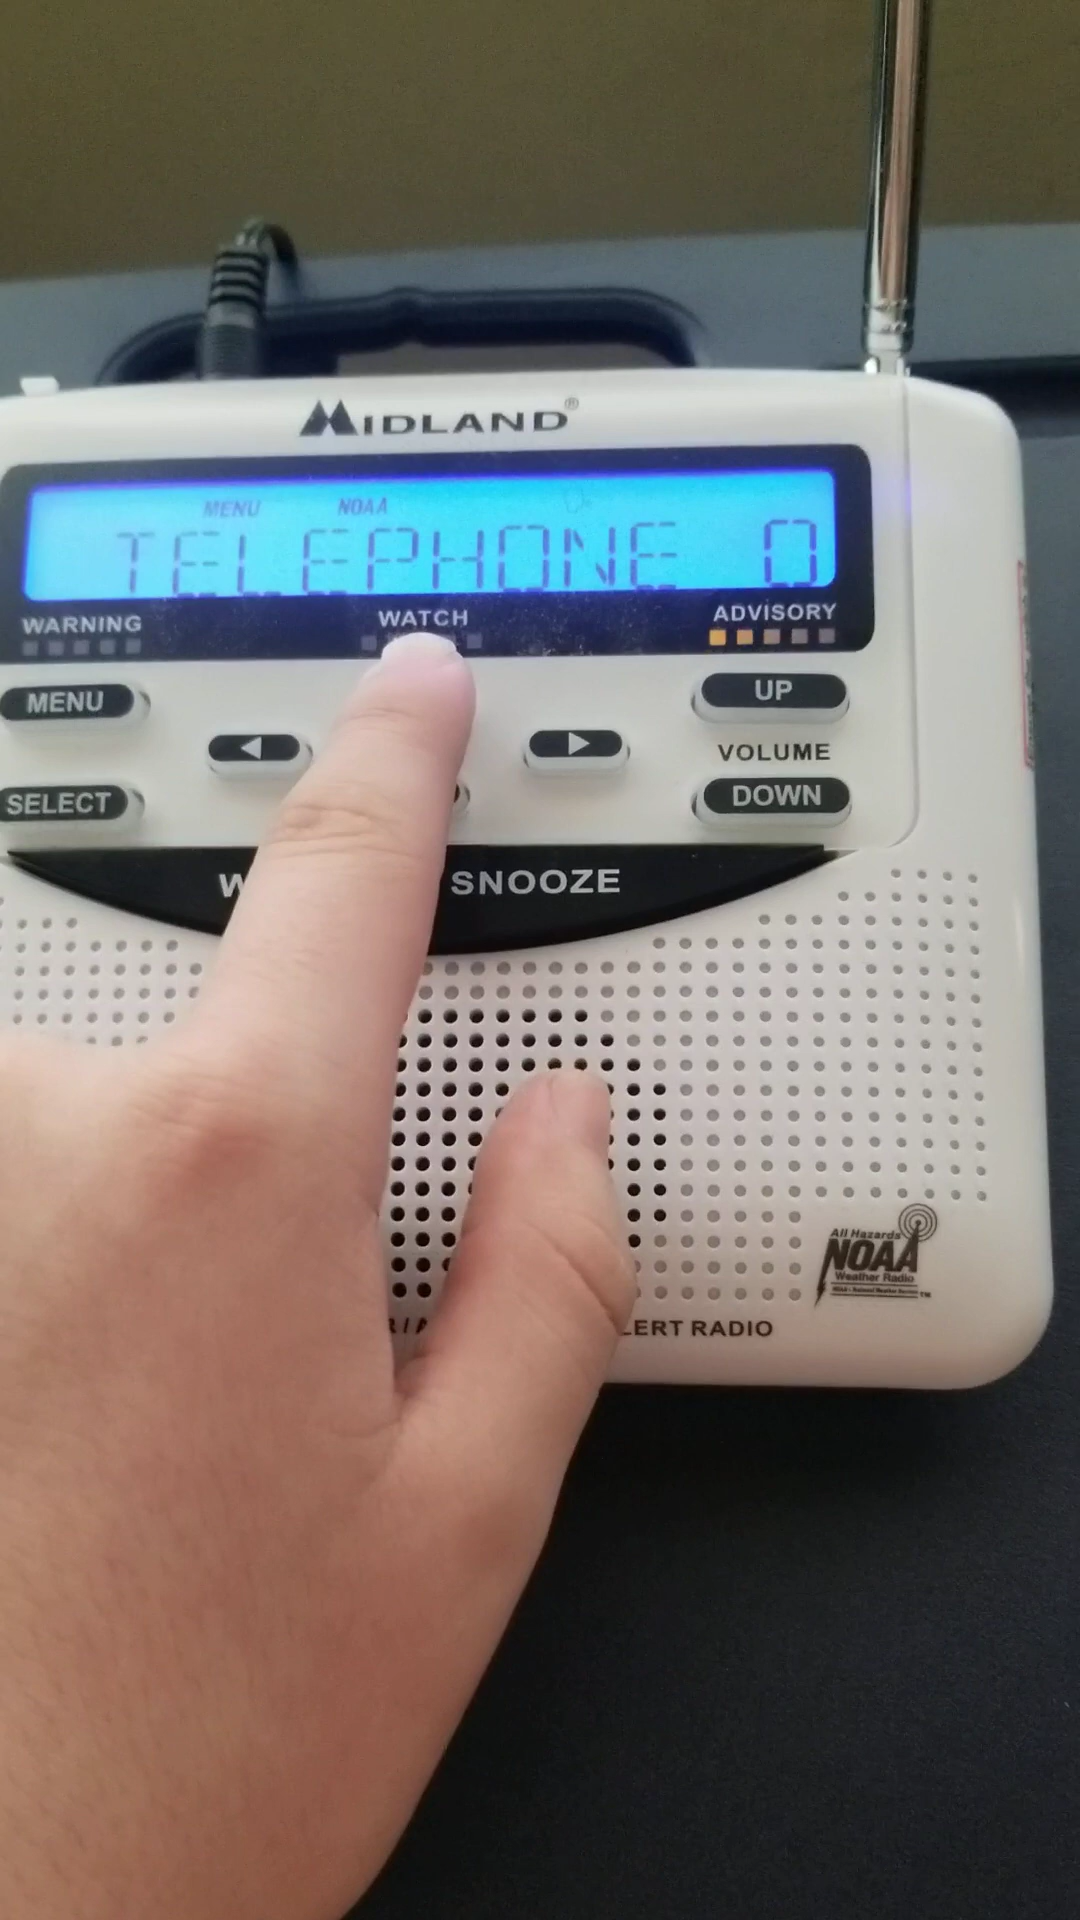 MIDLAND®
MENU NOAA
TELEPHONE 0
WARNING WATCH ADVISORY
MENU
UP
VOLUME
SELECT
DOWN
SNOOZE
All Hazards
NOAA
Weather Radio
TM
RADIO